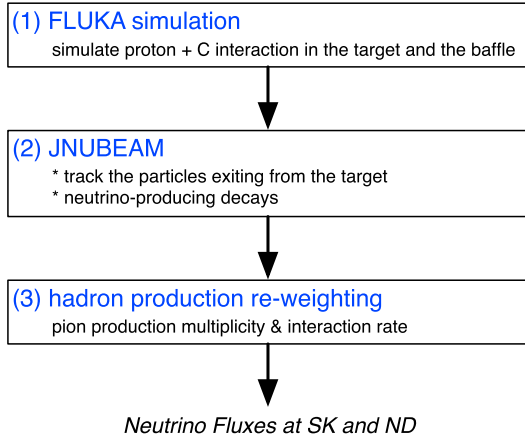 (1) FLUKA simulation
simulate proton + C interaction in the target and the baffle
(2) JNUBEAM
* track the particles exiting from the target
* neutrino-producing decays
(3) hadron production re-weighting
pion production multiplicity & interaction rate
Neutrino Fluxes at SK and ND